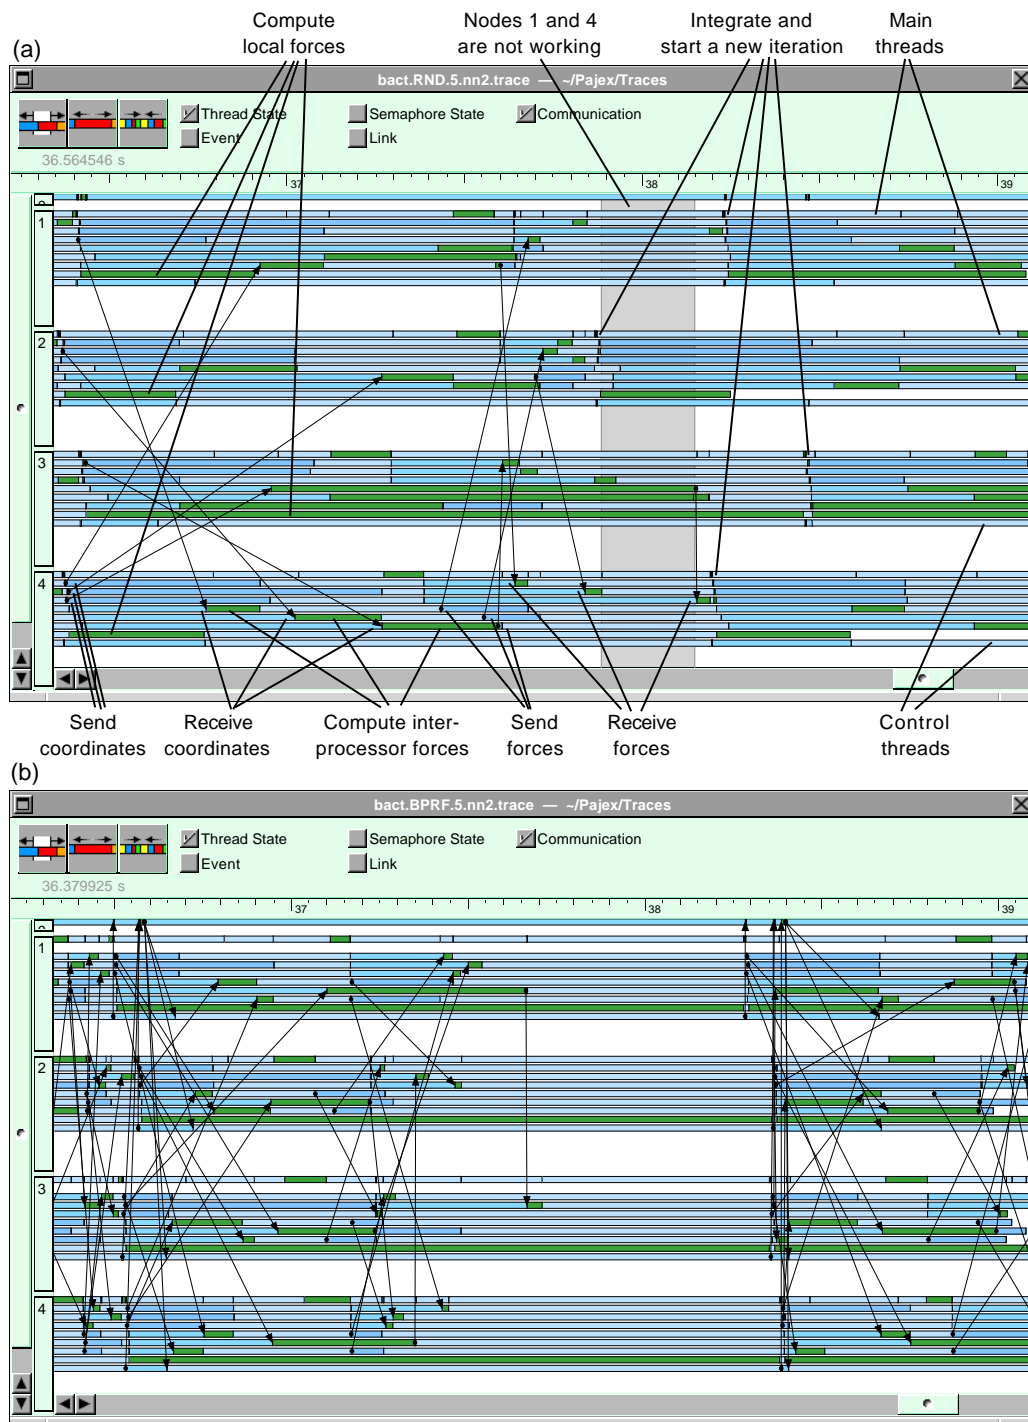 (a)
Compute
local forces
Nodes 1 and 4
are not working
Integrate and
start a new iteration
Main
threads
bact.RND.5.nn2.trace — ~/Pajex/Traces
Thread State
Semaphore State
Communication
Event
Link
36.564546 s
37
38
39
0
1
2
3
4
Send
coordinates
Receive
coordinates
Compute inter-
processor forces
Send
forces
Receive
forces
Control
threads
(b)
bact.BPRF.5.nn2.trace — ~/Pajex/Traces
Thread State
Semaphore State
Communication
Event
Link
36.379925 s
37
38
39
0
1
2
3
4